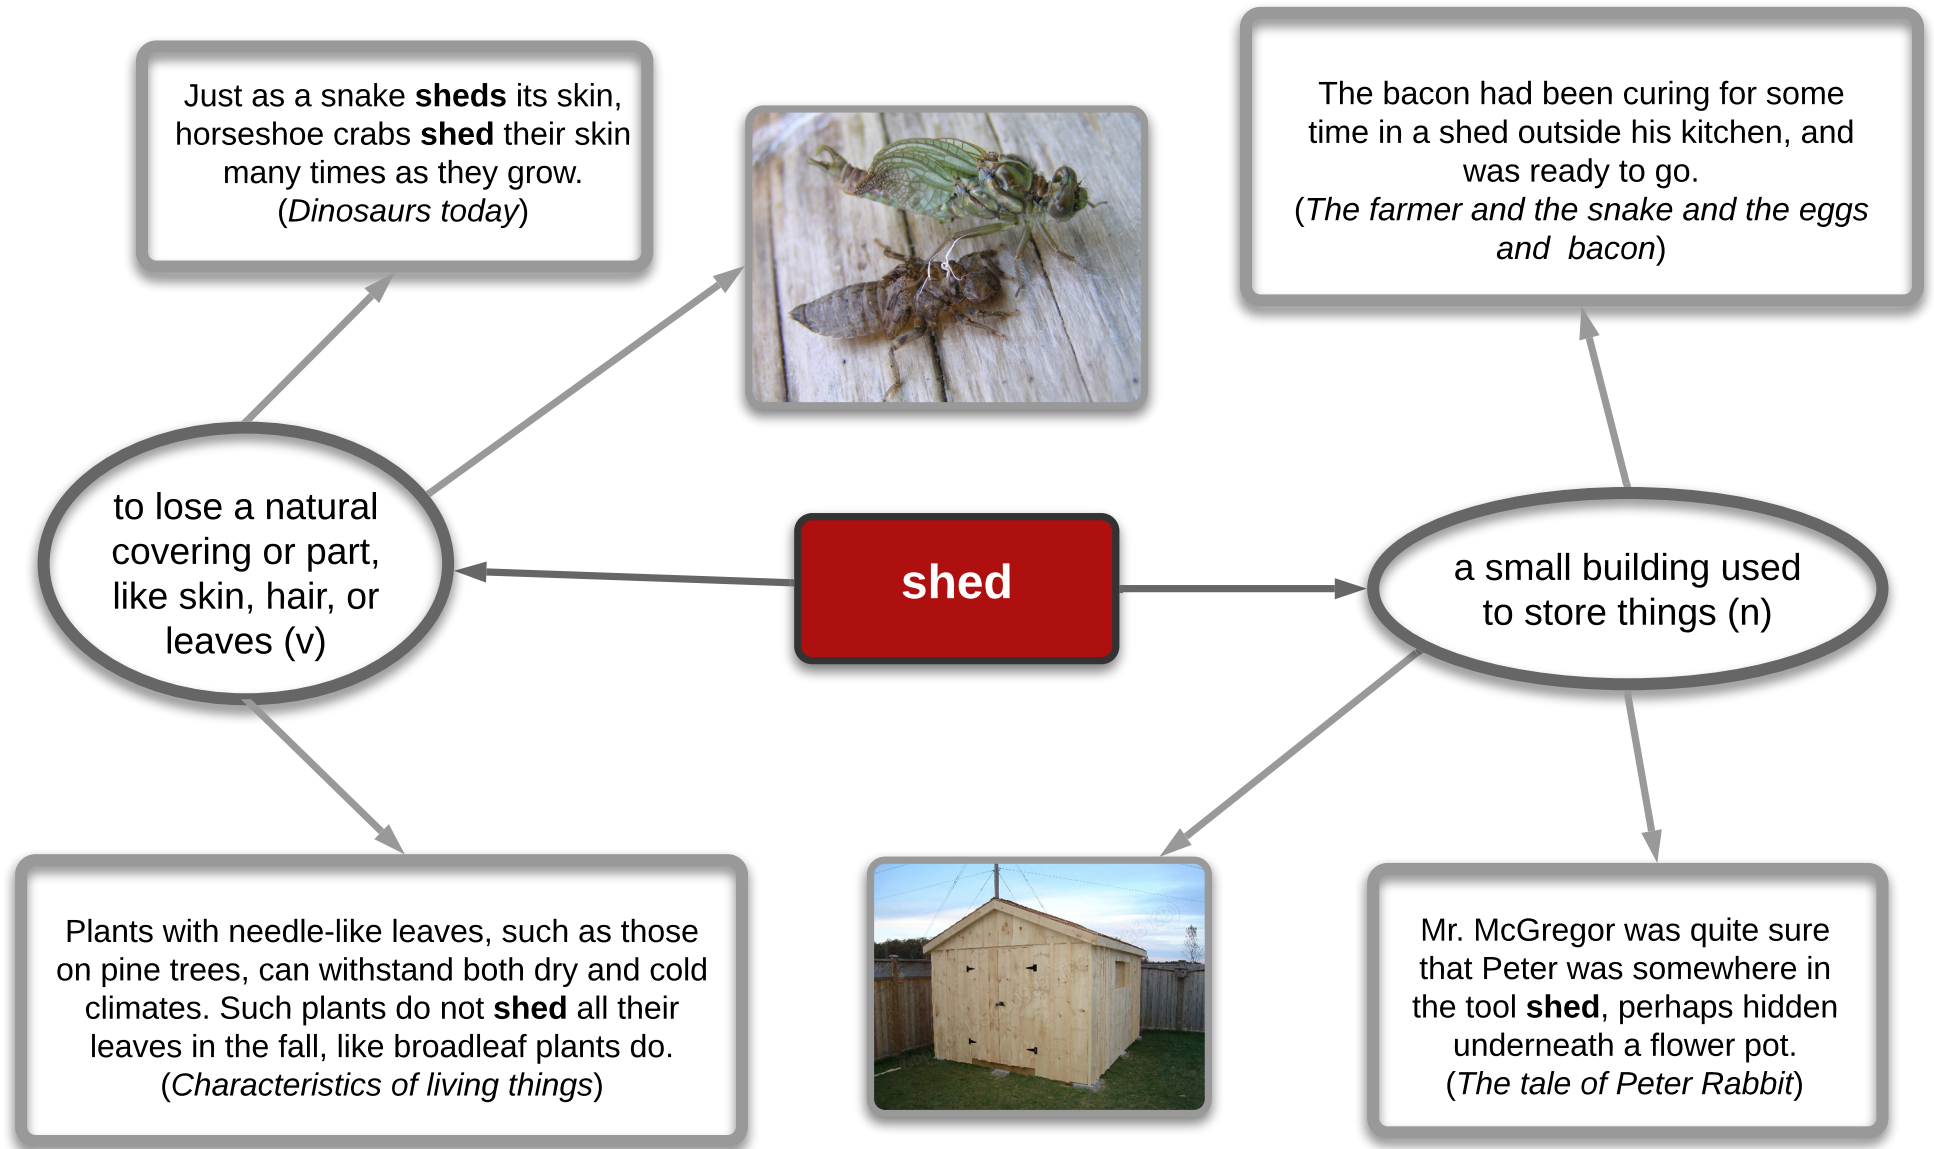 Just as a snake sheds its skin,
horseshoe crabs shed their skin
many times as they grow.
(Dinosaurs today)
The bacon had been curing for some
time in a shed outside his kitchen, and
was ready to go.
(The farmer and the snake and the eggs
and  bacon)
to lose a natural
covering or part,
like skin, hair, or
leaves (v)
shed
a small building used
to store things (n)
Plants with needle-like leaves, such as those
on pine trees, can withstand both dry and cold
climates. Such plants do not shed all their
leaves in the fall, like broadleaf plants do.
(Characteristics of living things)
Mr. McGregor was quite sure
that Peter was somewhere in
the tool shed, perhaps hidden
underneath a flower pot.
(The tale of Peter Rabbit)